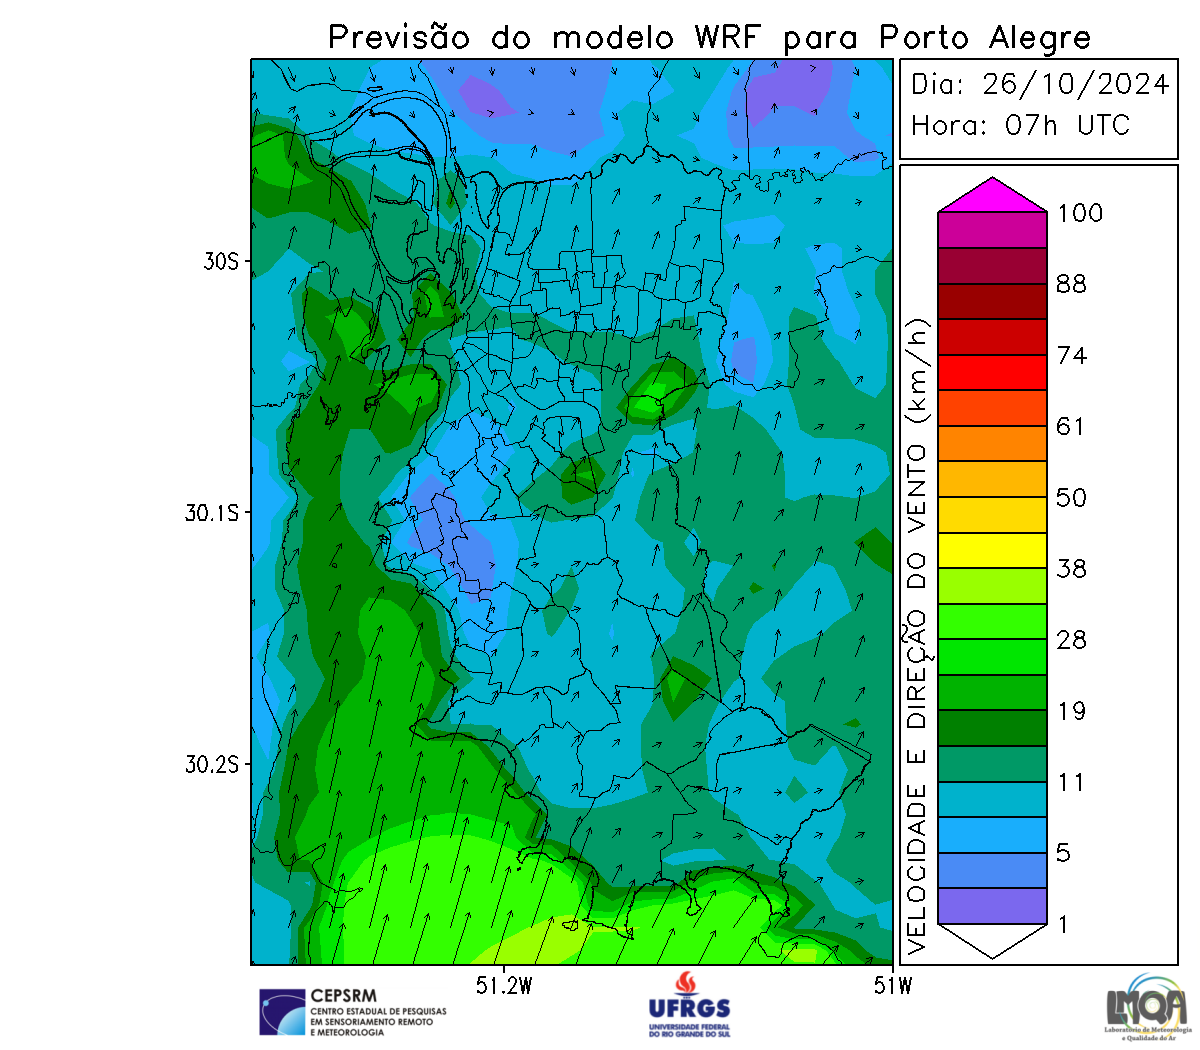 Previsão do modelo WRF para Porto Alegre
Dia: 26/10/2024
Hora: 07h UTC
30S
30.1S
30.2S
51.2W
51W
VELOCIDADE E DIREÇÃO DO VENTO (km/h)
100
88
74
61
50
38
28
19
11
5
1
CEPSRM
CENTRO ESTADUAL DE PESQUISAS
EM SENSORIAMENTO REMOTO
E METEOROLOGIA
UFRGS
UNIVERSIDADE FEDERAL
DO RIO GRANDE DO SUL
LMQA
Laboratório de Meteorologia
e Qualidade do Ar